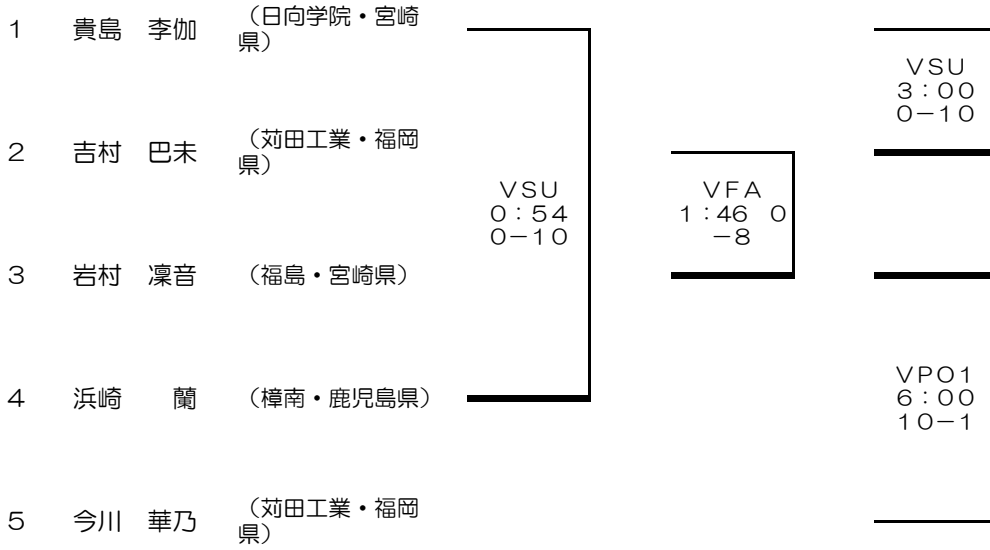 １ 貴島 李伽 （日向学院・宮崎
県）
２ 吉村 巴未 （苅田工業・福岡
県）
３ 岩村 凜音 （福島・宮崎県）
４ 浜崎 蘭 （樟南・鹿児島県）
５ 今川 華乃 （苅田工業・福岡
県）
ＶＳＵ
０：５４
０－１０
ＶＦＡ
１：４６ ０
－８
ＶＳＵ
３：００
０－１０
ＶＰＯ１
６：００
１０－１